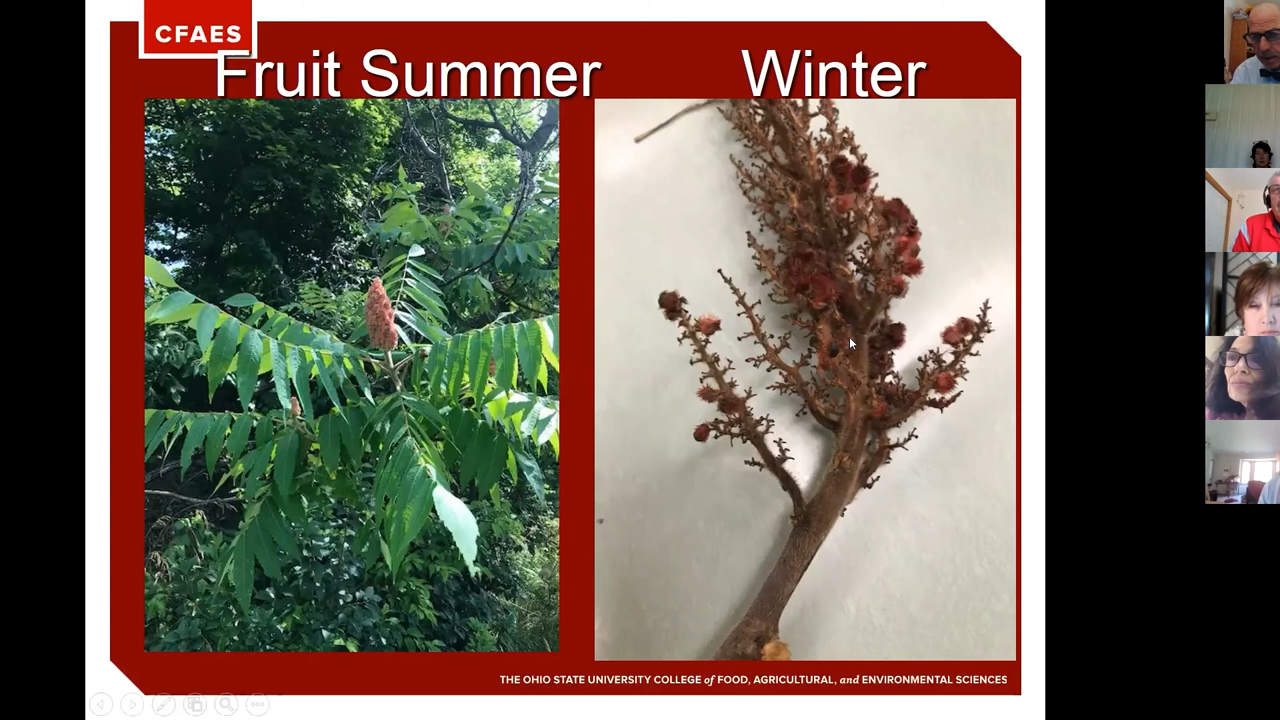 CFAES
Fruit Summer Winter
THE OHIO STATE UNIVERSITY COLLEGE of FOOD, AGRICULTURAL, and ENVIRONMENTAL SCIENCES